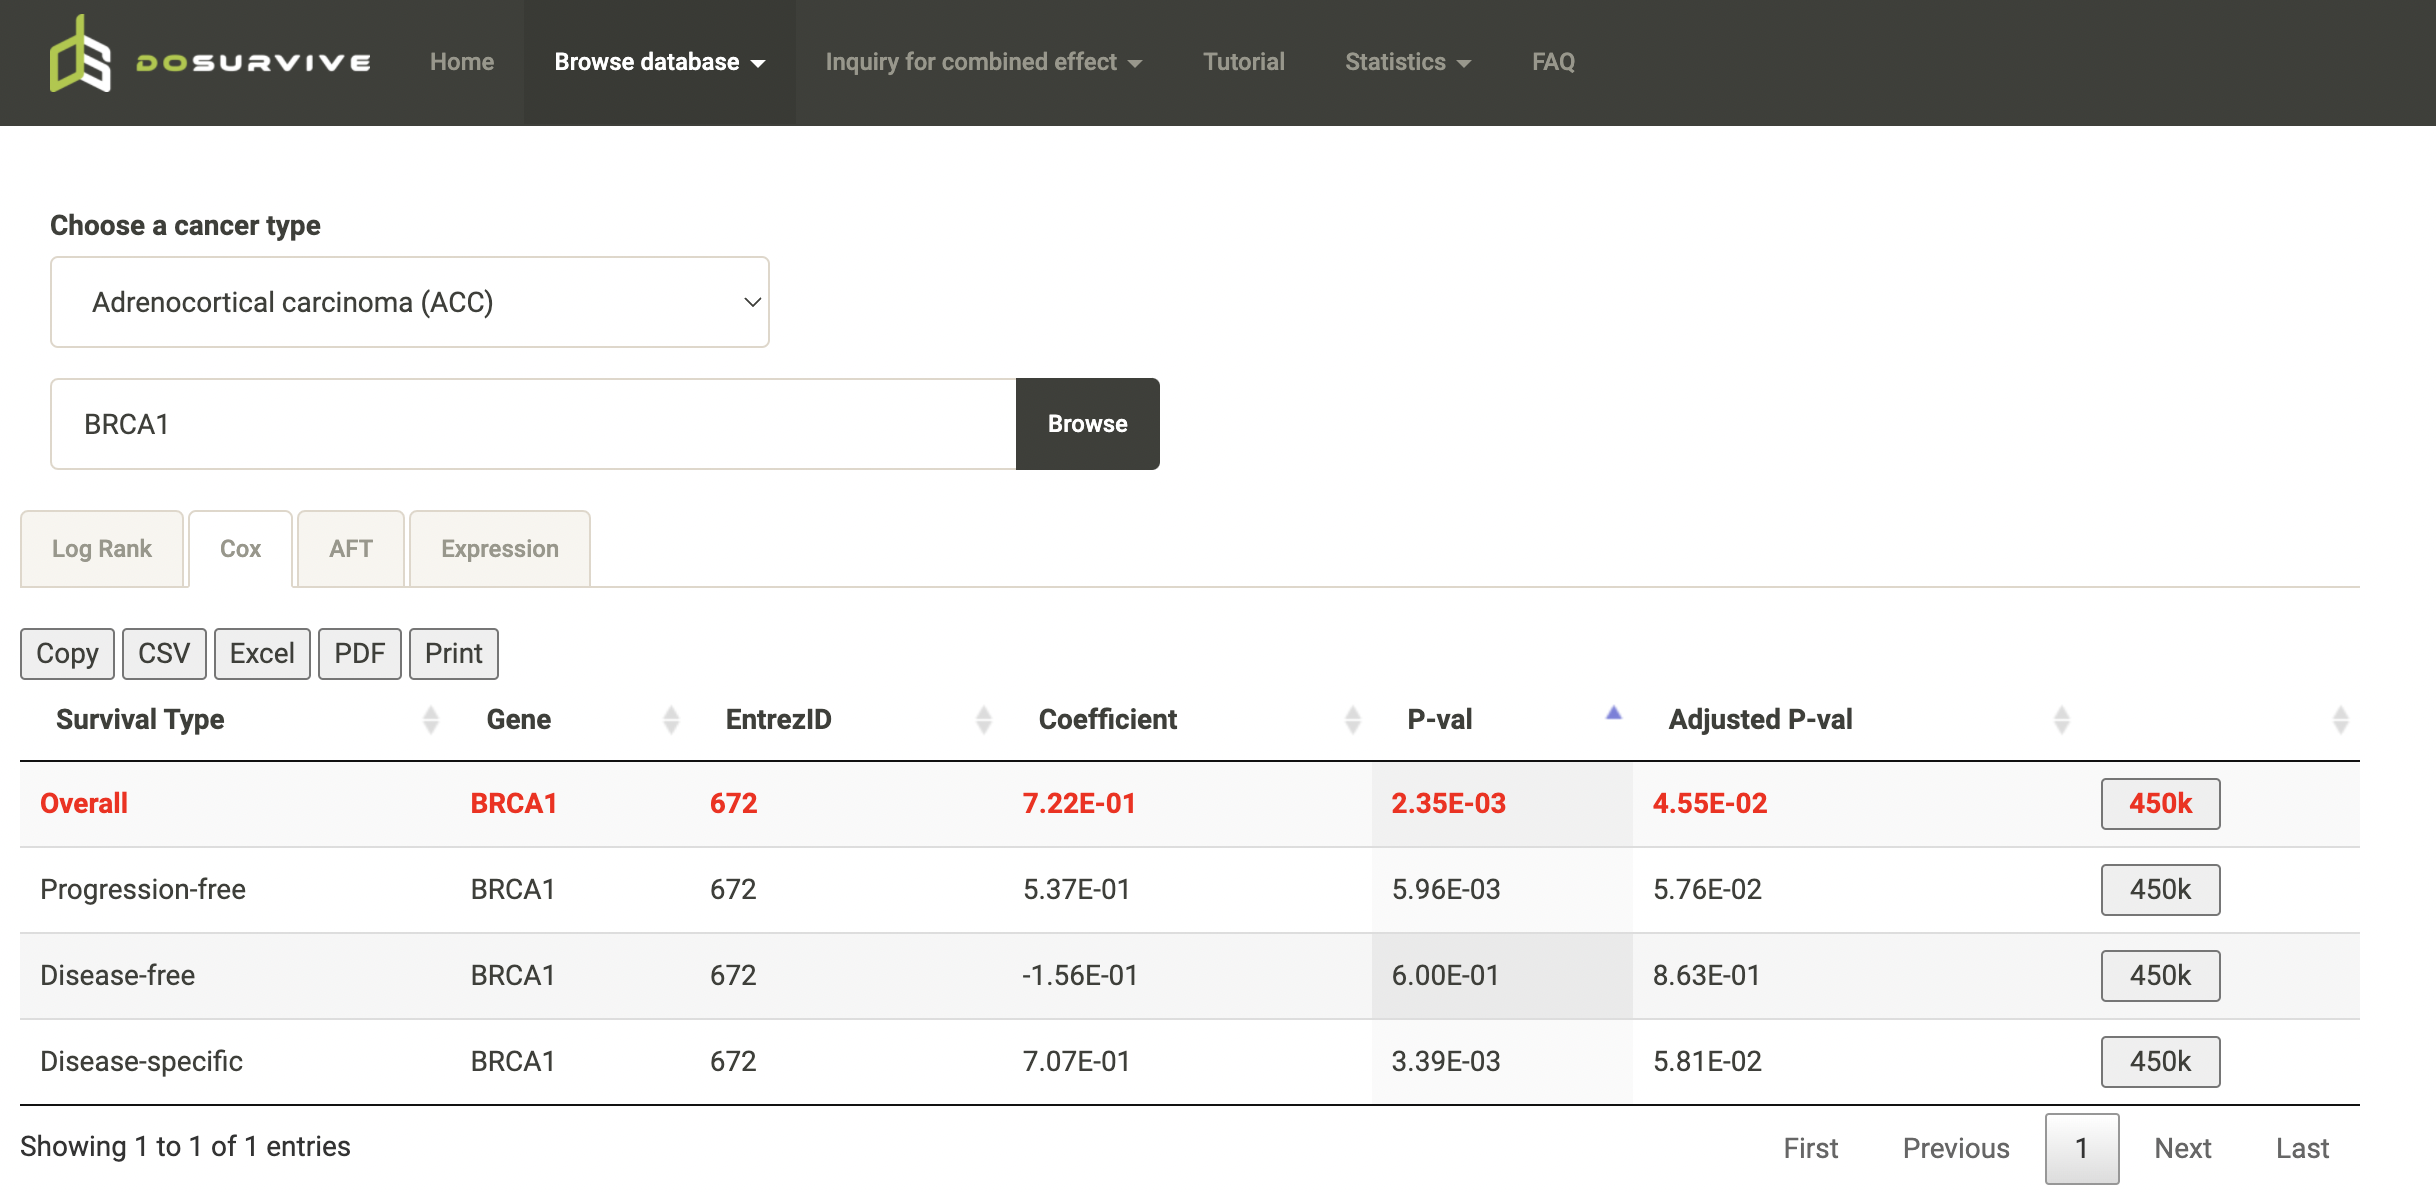 DOSURVIVE Home Browse database Inquiry for combined effect Tutorial Statistics FAQ
Choose a cancer type
Adrenocortical carcinoma (ACC)
BRCA1 Browse
Log Rank Cox AFT Expression
Copy CSV Excel PDF Print
Survival Type Gene EntrezID Coefficient P-val Adjusted P-val
Overall BRCA1 672 7.22E-01 2.35E-03 4.55E-02 450k
Progression-free BRCA1 672 5.37E-01 5.96E-03 5.76E-02 450k
Disease-free BRCA1 672 -1.56E-01 6.00E-01 8.63E-01 450k
Disease-specific BRCA1 672 7.07E-01 3.39E-03 5.81E-02 450k
Showing 1 to 1 of 1 entries First Previous 1 Next Last